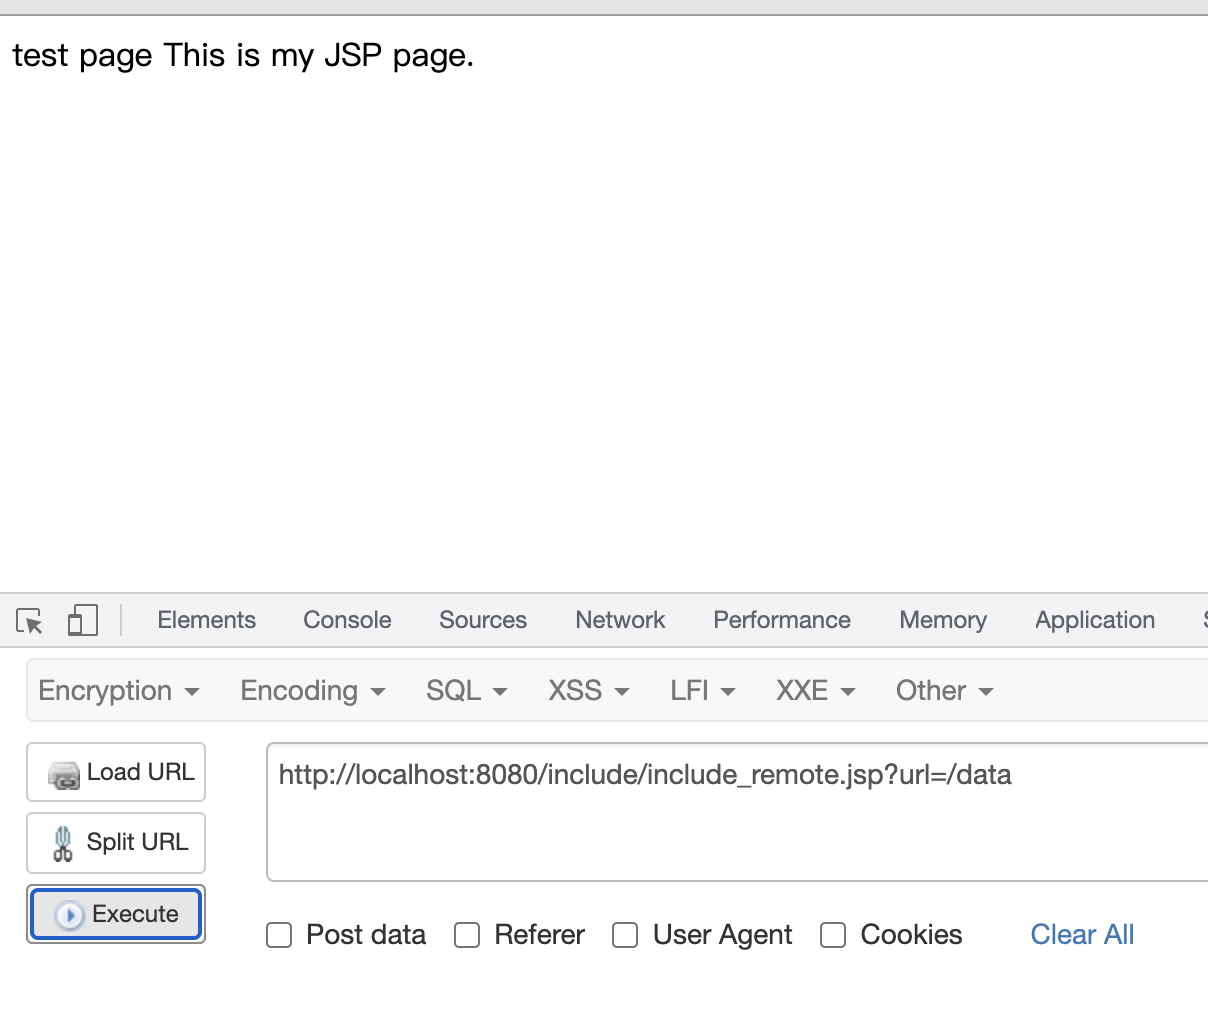 test page This is my JSP page.
Elements Console Sources Network Performance Memory Application
Encryption Encoding SQL XSS LFI XXE Other
Load URL
http://localhost:8080/include/include_remote.jsp?url=/data
Split URL
Execute
Post data Referer User Agent Cookies Clear All